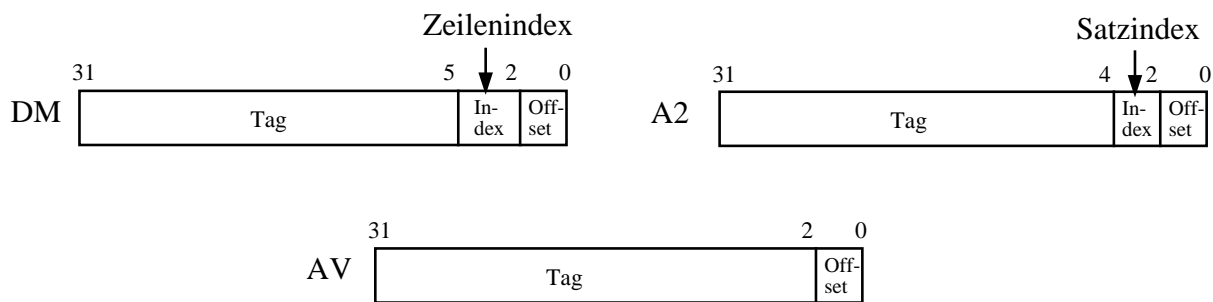 Zeilenindex
31 5 2 0
DM Tag In-
dex Off-
set
Satzindex
31 4 2 0
A2 Tag In-
dex Off-
set
31 2 0
AV Tag Off-
set